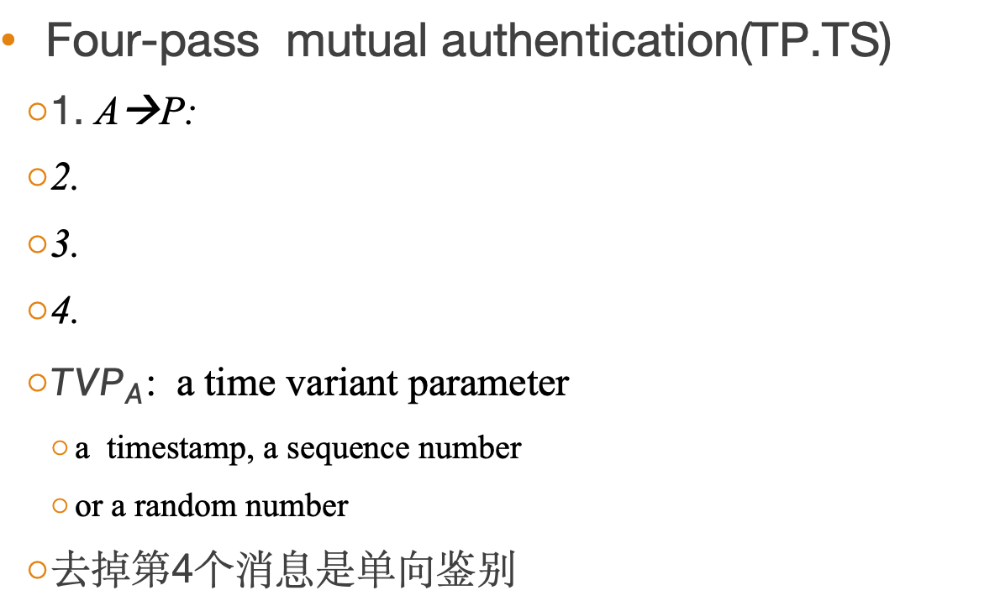 • Four-pass mutual authentication(TP.TS)
○1. A→P:
○2.
○3.
○4.
○TVP_A: a time variant parameter
○a timestamp, a sequence number
○or a random number
○去掉第4个消息是单向鉴别